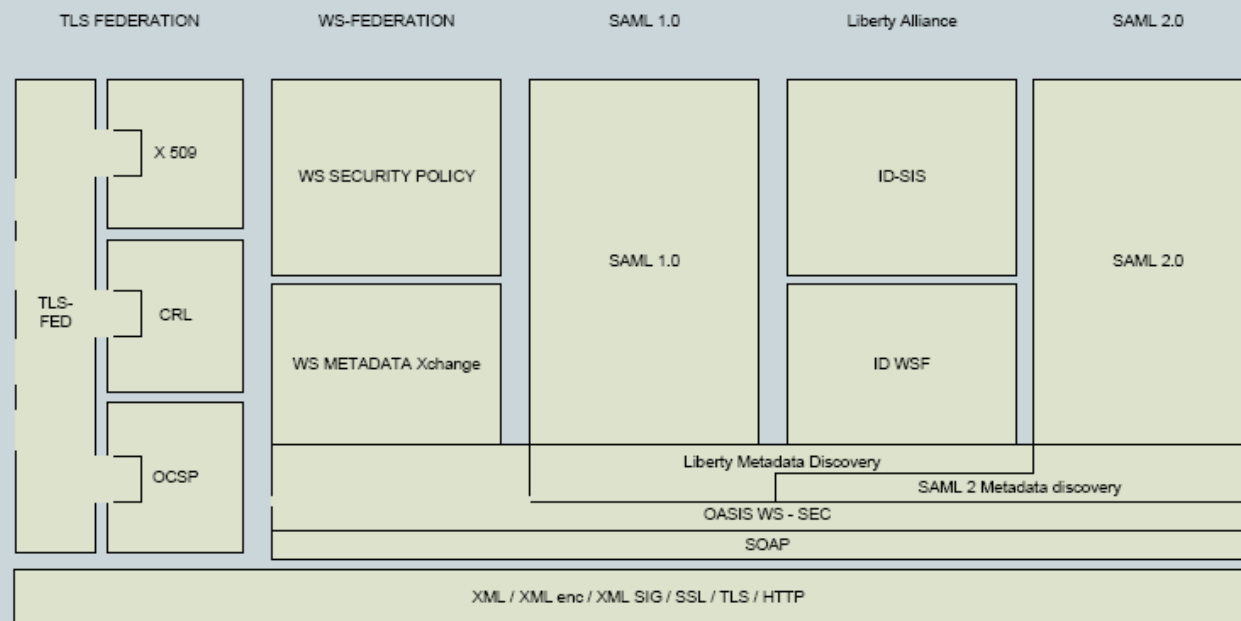 TLS FEDERATION
WS-FEDERATION
SAML 1.0
Liberty Alliance
SAML 2.0
TLS-
FED
X 509
CRL
OCSP
WS SECURITY POLICY
WS METADATA Xchange
SAML 1.0
ID-SIS
ID WSF
SAML 2.0
Liberty Metadata Discovery
SAML 2 Metadata discovery
OASIS WS - SEC
SOAP
XML / XML enc / XML SIG / SSL / TLS / HTTP